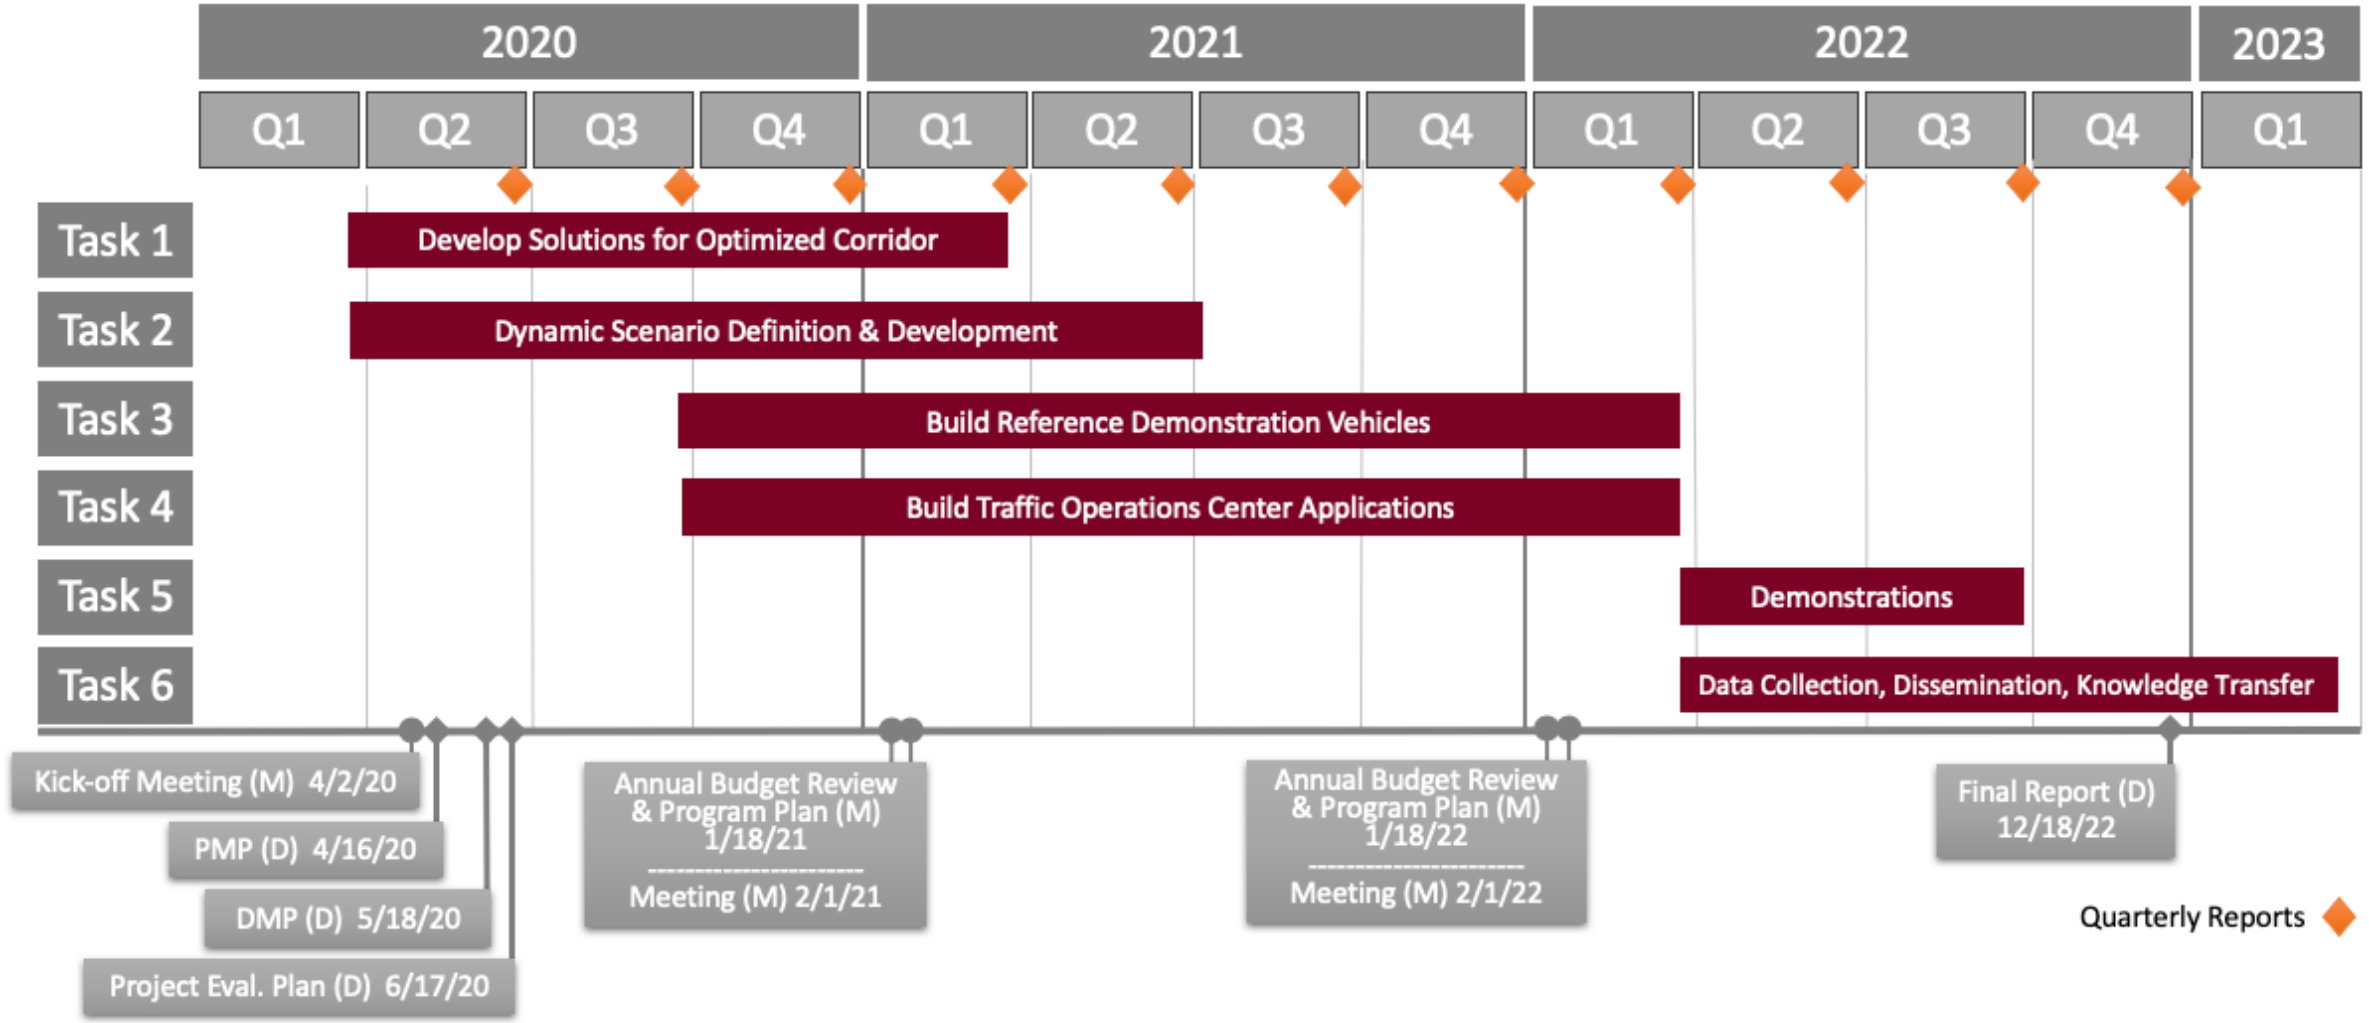 2020 2021 2022 2023
Q1 Q2 Q3 Q4 Q1 Q2 Q3 Q4 Q1 Q2 Q3 Q4 Q1
Task 1 Develop Solutions for Optimized Corridor
Task 2 Dynamic Scenario Definition & Development
Task 3 Build Reference Demonstration Vehicles
Task 4 Build Traffic Operations Center Applications
Task 5 Demonstrations
Task 6 Data Collection, Dissemination, Knowledge Transfer
Kick-off Meeting (M) 4/2/20
PMP (D) 4/16/20
DMP (D) 5/18/20
Project Eval. Plan (D) 6/17/20
Annual Budget Review
& Program Plan (M)
1/18/21
-----------------------
Meeting (M) 2/1/21
Annual Budget Review
& Program Plan (M)
1/18/22
-----------------------
Meeting (M) 2/1/22
Final Report (D)
12/18/22
Quarterly Reports